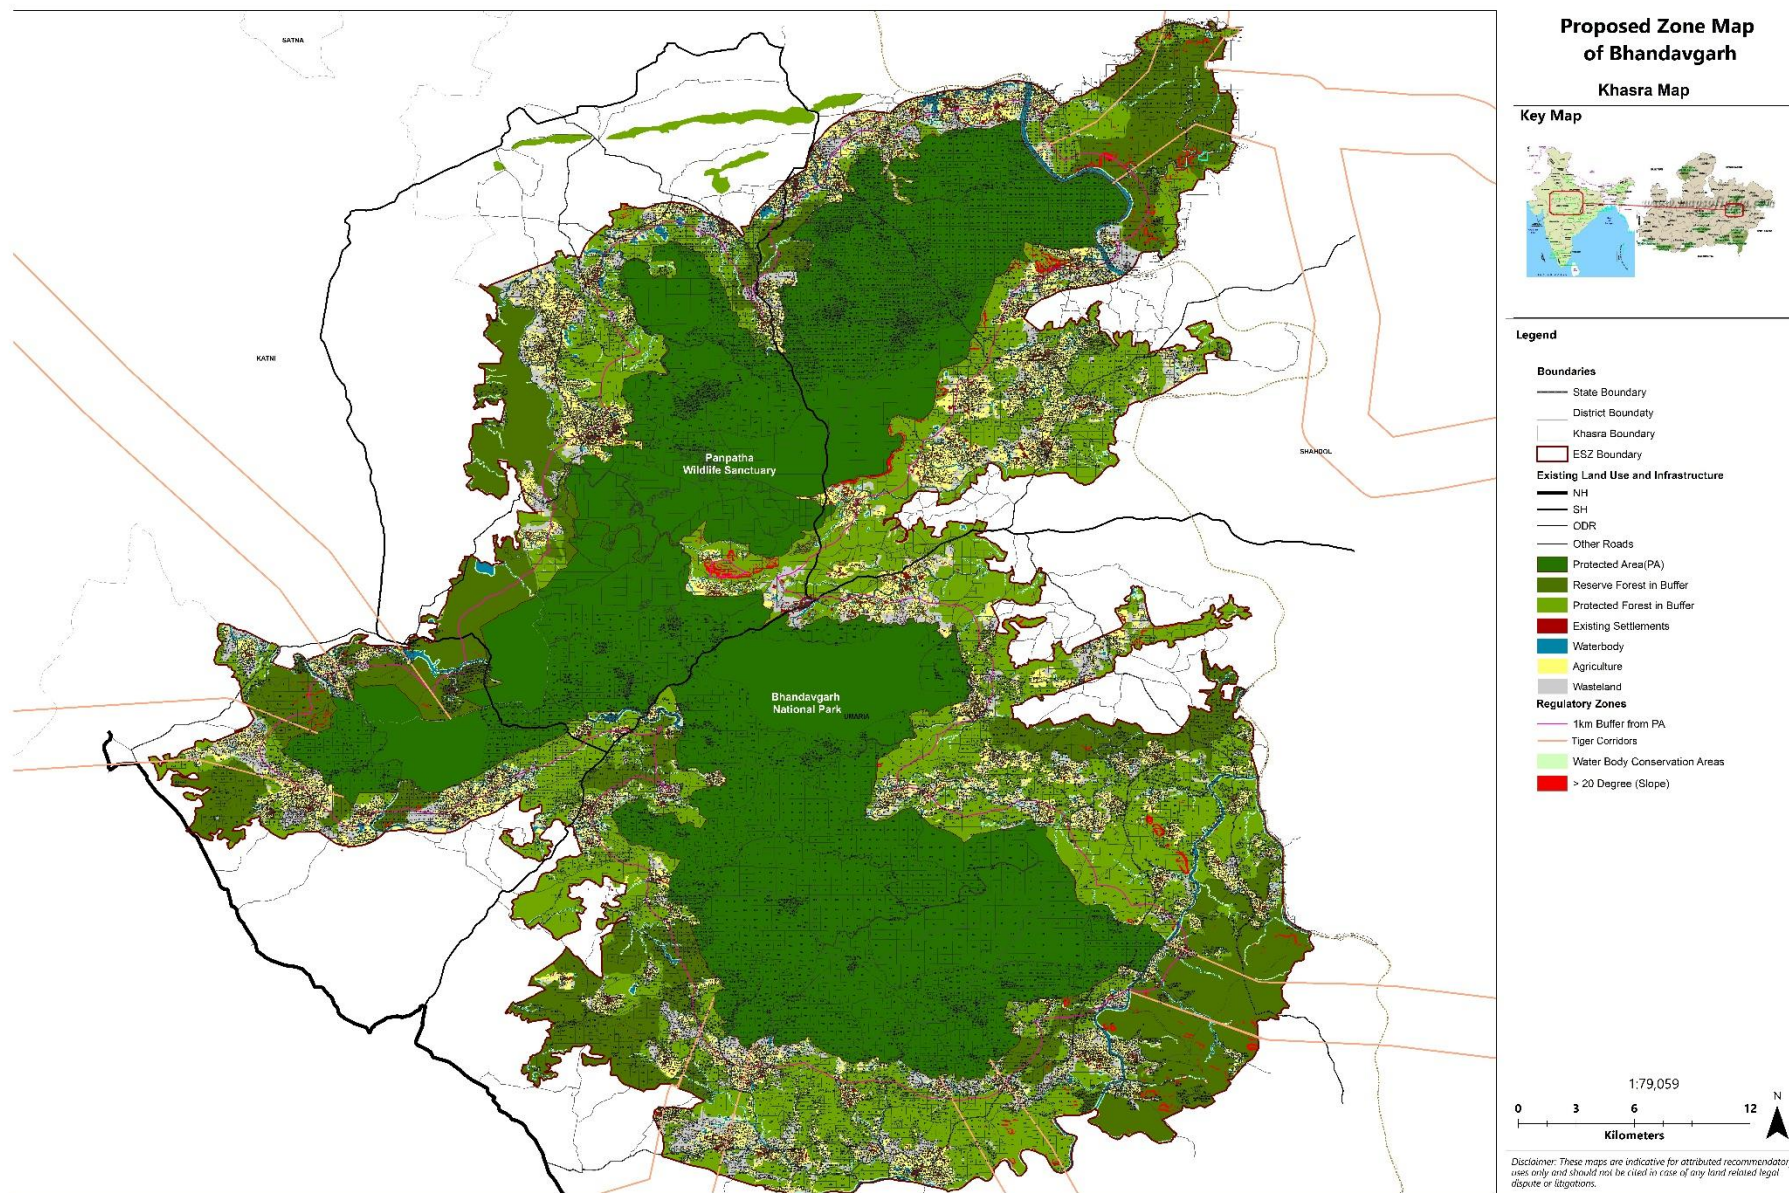 Proposed Zone Map
of Bhandavgarh
Khasra Map
Key Map
Legend
Boundaries
State Boundary
District Boundaty
Khasra Boundary
ESZ Boundary
Existing Land Use and Infrastructure
NH
SH
ODR
Other Roads
Protected Area(PA)
Reserve Forest in Buffer
Protected Forest in Buffer
Existing Settlements
Waterbody
Agriculture
Wasteland
Regulatory Zones
1km Buffer from PA
Tiger Corridors
Water Body Conservation Areas
> 20 Degree (Slope)
1:79,059
0 3 6 12
Kilometers
N
Disclaimer: These maps are indicative for attributed recommendatory
uses only and should not be cited in case of any land related legal
dispute or litigations.
SATNA
KATNI
SHAHDOL
Panpatha
Wildlife Sanctuary
Bhandavgarh
National Park
UMARIA